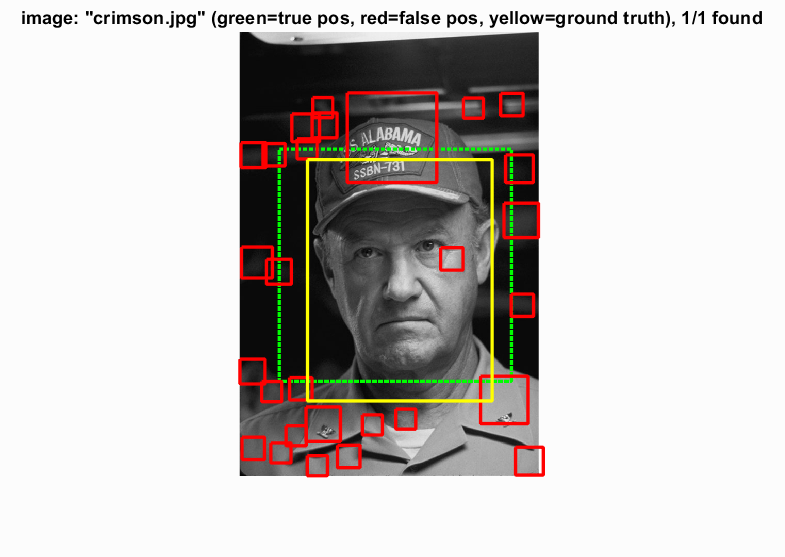 image: "crimson.jpg" (green=true pos, red=false pos, yellow=ground truth), 1/1 found
ALABAMA
SSBN-731